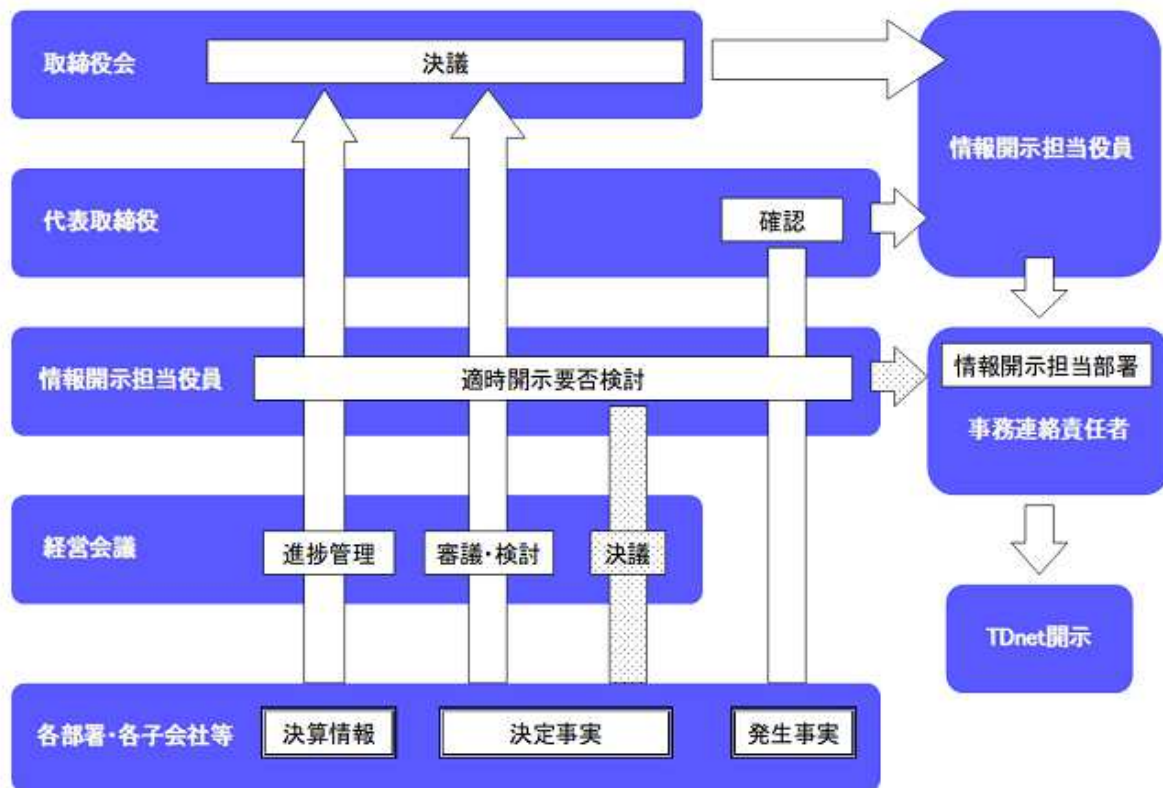 取締役会
決議
情報開示担当役員
代表取締役
確認
情報開示担当役員
適時開示要否検討
情報開示担当部署
事務連絡責任者
経営会議
進捗管理
審議・検討
決議
TDnet開示
各部署・各子会社等
決算情報
決定事実
発生事実